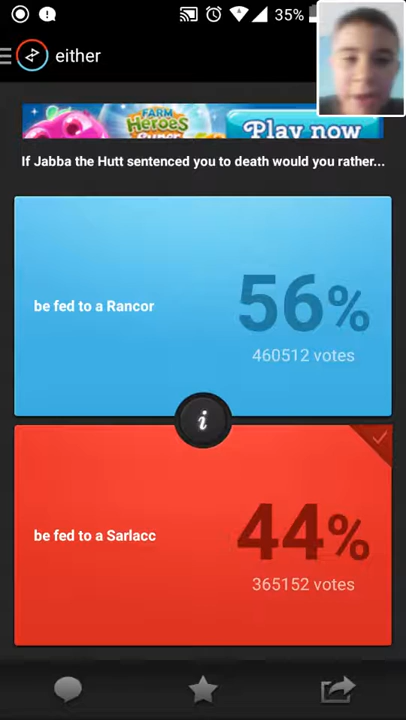 35%
either
FARM
HEROES
Super
Play now
If Jabba the Hutt sentenced you to death would you rather...
be fed to a Rancor
56%
460512 votes
i
be fed to a Sarlacc
44%
365152 votes